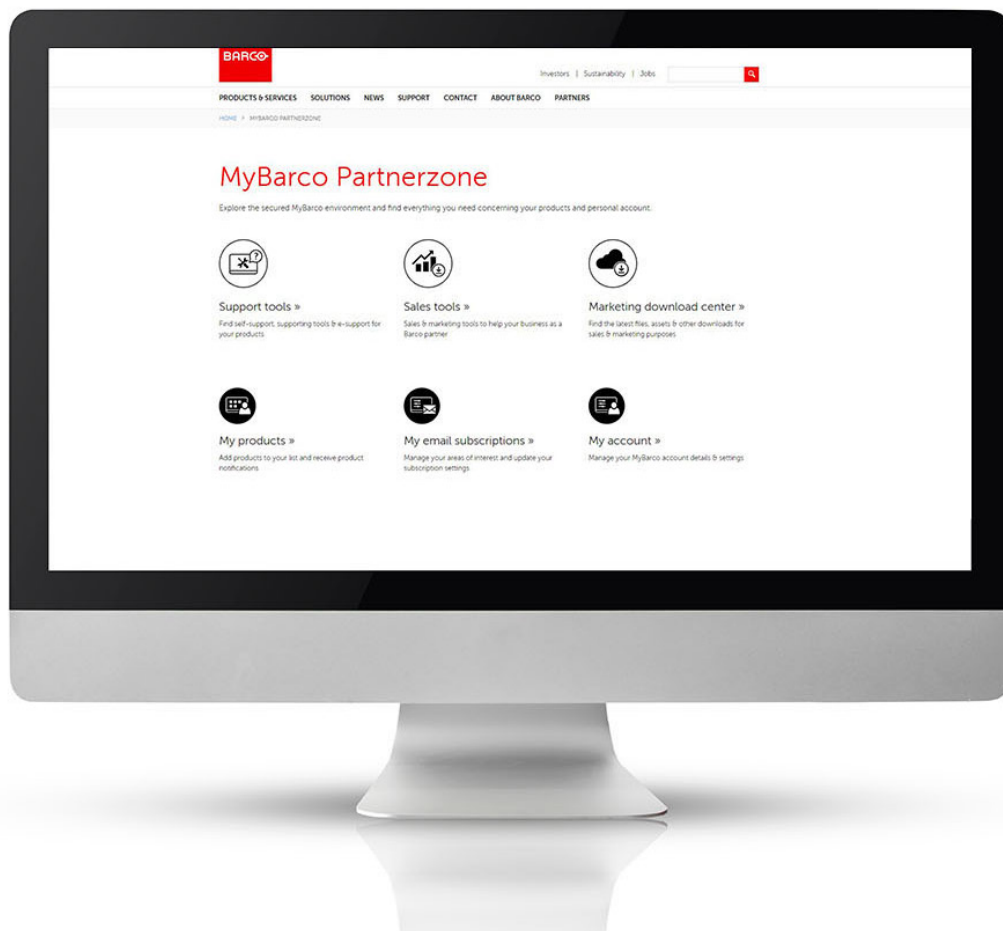 BARCO
Investors | Sustainability | Jobs
PRODUCTS & SERVICES SOLUTIONS NEWS SUPPORT CONTACT ABOUT BARCO PARTNERS
HOME > MYBARCO PARTNERZONE
MyBarco Partnerzone
Explore the secured MyBarco environment and find everything you need concerning your products and personal account.
Support tools »
Find self-support, supporting tools & e-support for
your products
Sales tools »
Sales & marketing tools to help your business as a
Barco partner
Marketing download center »
Find the latest files, assets & other downloads for
sales & marketing purposes
My products »
Add products to your list and receive product
notifications
My email subscriptions »
Manage your areas of interest and update your
subscription settings
My account »
Manage your MyBarco account details & settings